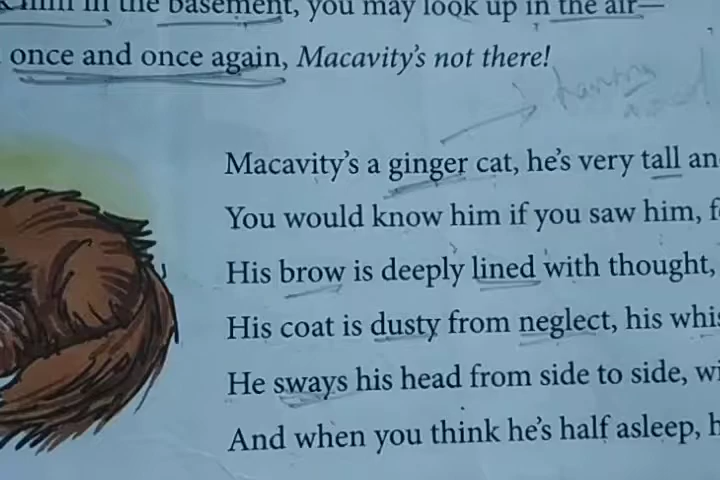 in the basement, you may look up in the air—
once and once again, Macavity's not there!
Macavity's a ginger cat, he's very tall an
You would know him if you saw him, f
His brow is deeply lined with thought,
His coat is dusty from neglect, his whis
He sways his head from side to side, wi
And when you think he's half asleep, h